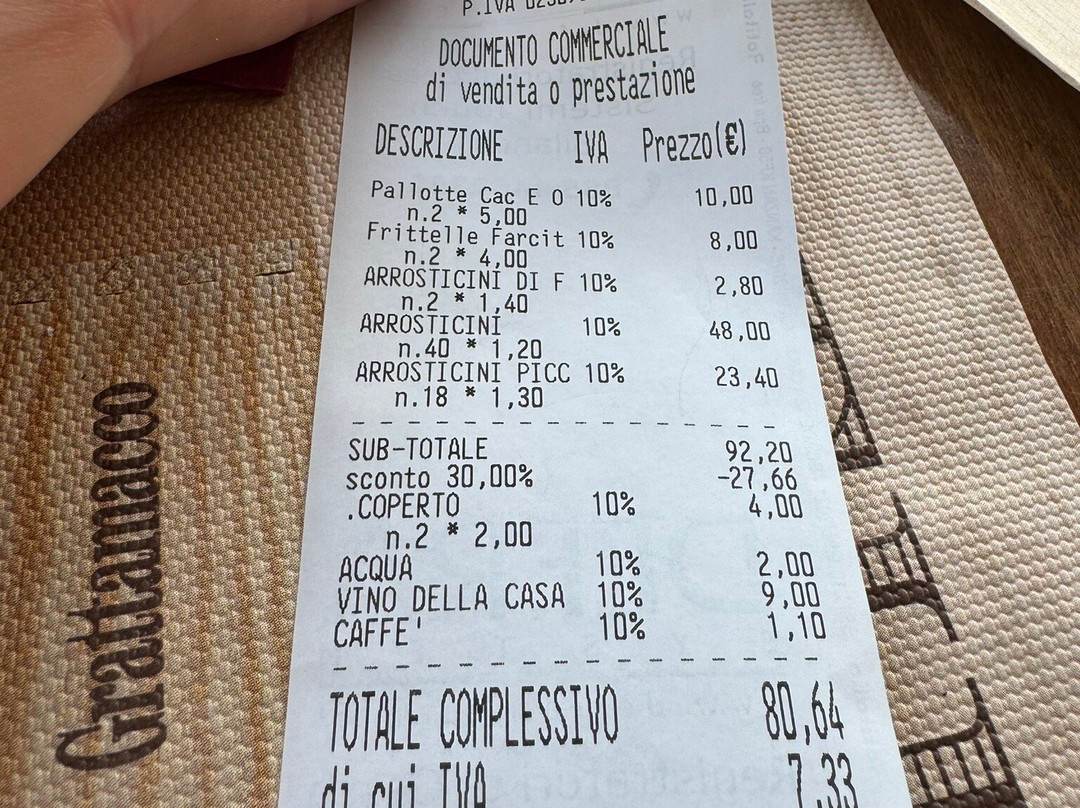 P.IVA
DOCUMENTO COMMERCIALE
di vendita o prestazione
DESCRIZIONE IVA Prezzo(€)
Pallotte Cac E O 10% 10,00
n.2 * 5,00
Frittelle Farcit 10% 8,00
n.2 * 4,00
ARROSTICINI DI F 10% 2,80
n.2 * 1,40
ARROSTICINI 10% 48,00
n.40 * 1,20
ARROSTICINI PICC 10% 23,40
n.18 * 1,30
SUB-TOTALE 92,20
sconto 30,00% -27,66
.COPERTO 10% 4,00
n.2 * 2,00
ACQUA 10% 2,00
VINO DELLA CASA 10% 9,00
CAFFE' 10% 1,10
TOTALE COMPLESSIVO 80,64
di cui IVA 7,33
Grattannacco